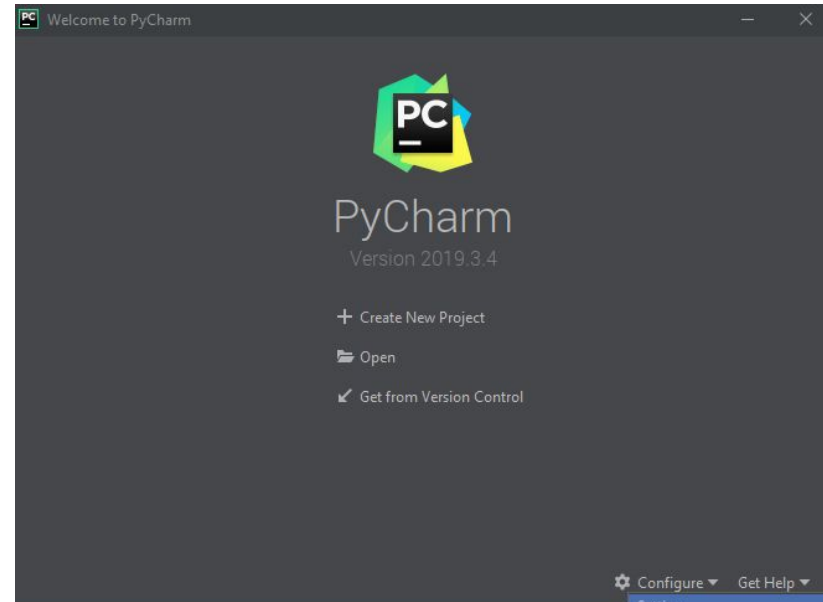 PC Welcome to PyCharm
PC
PyCharm
Version 2019.3.4
Create New Project
Open
Get from Version Control
Configure Get Help